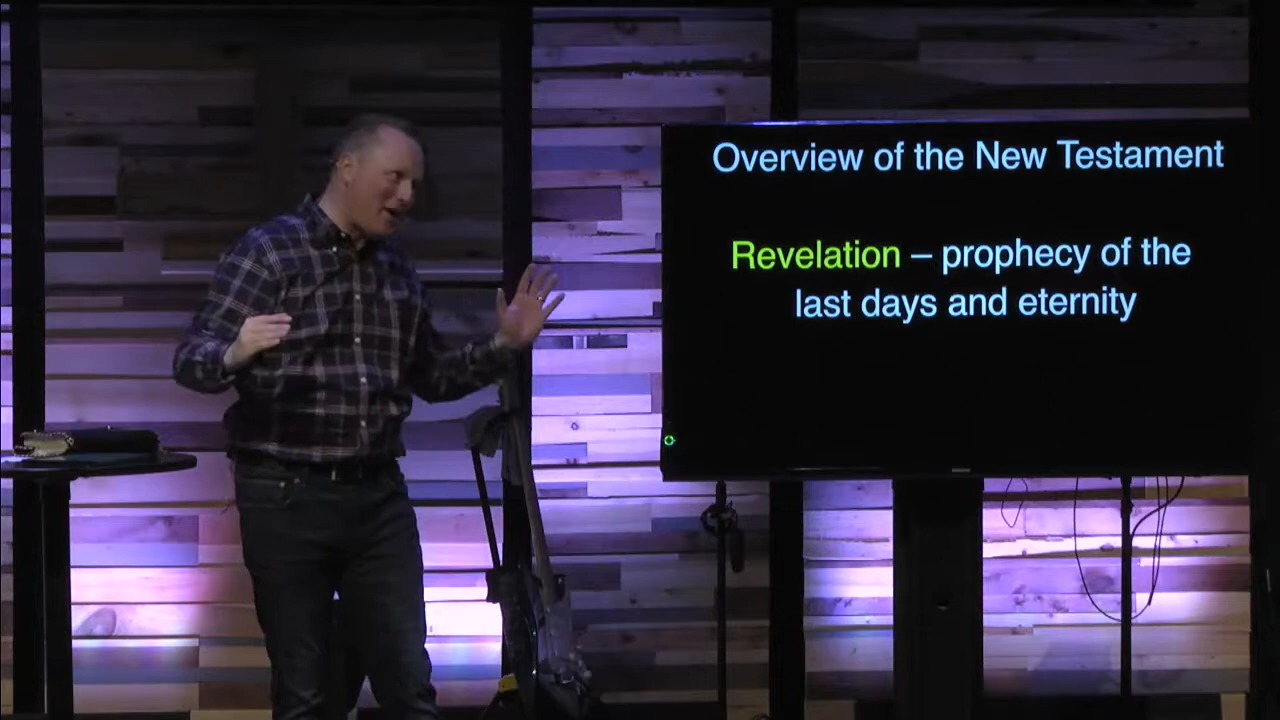 Overview of the New Testament
Revelation – prophecy of the
last days and eternity